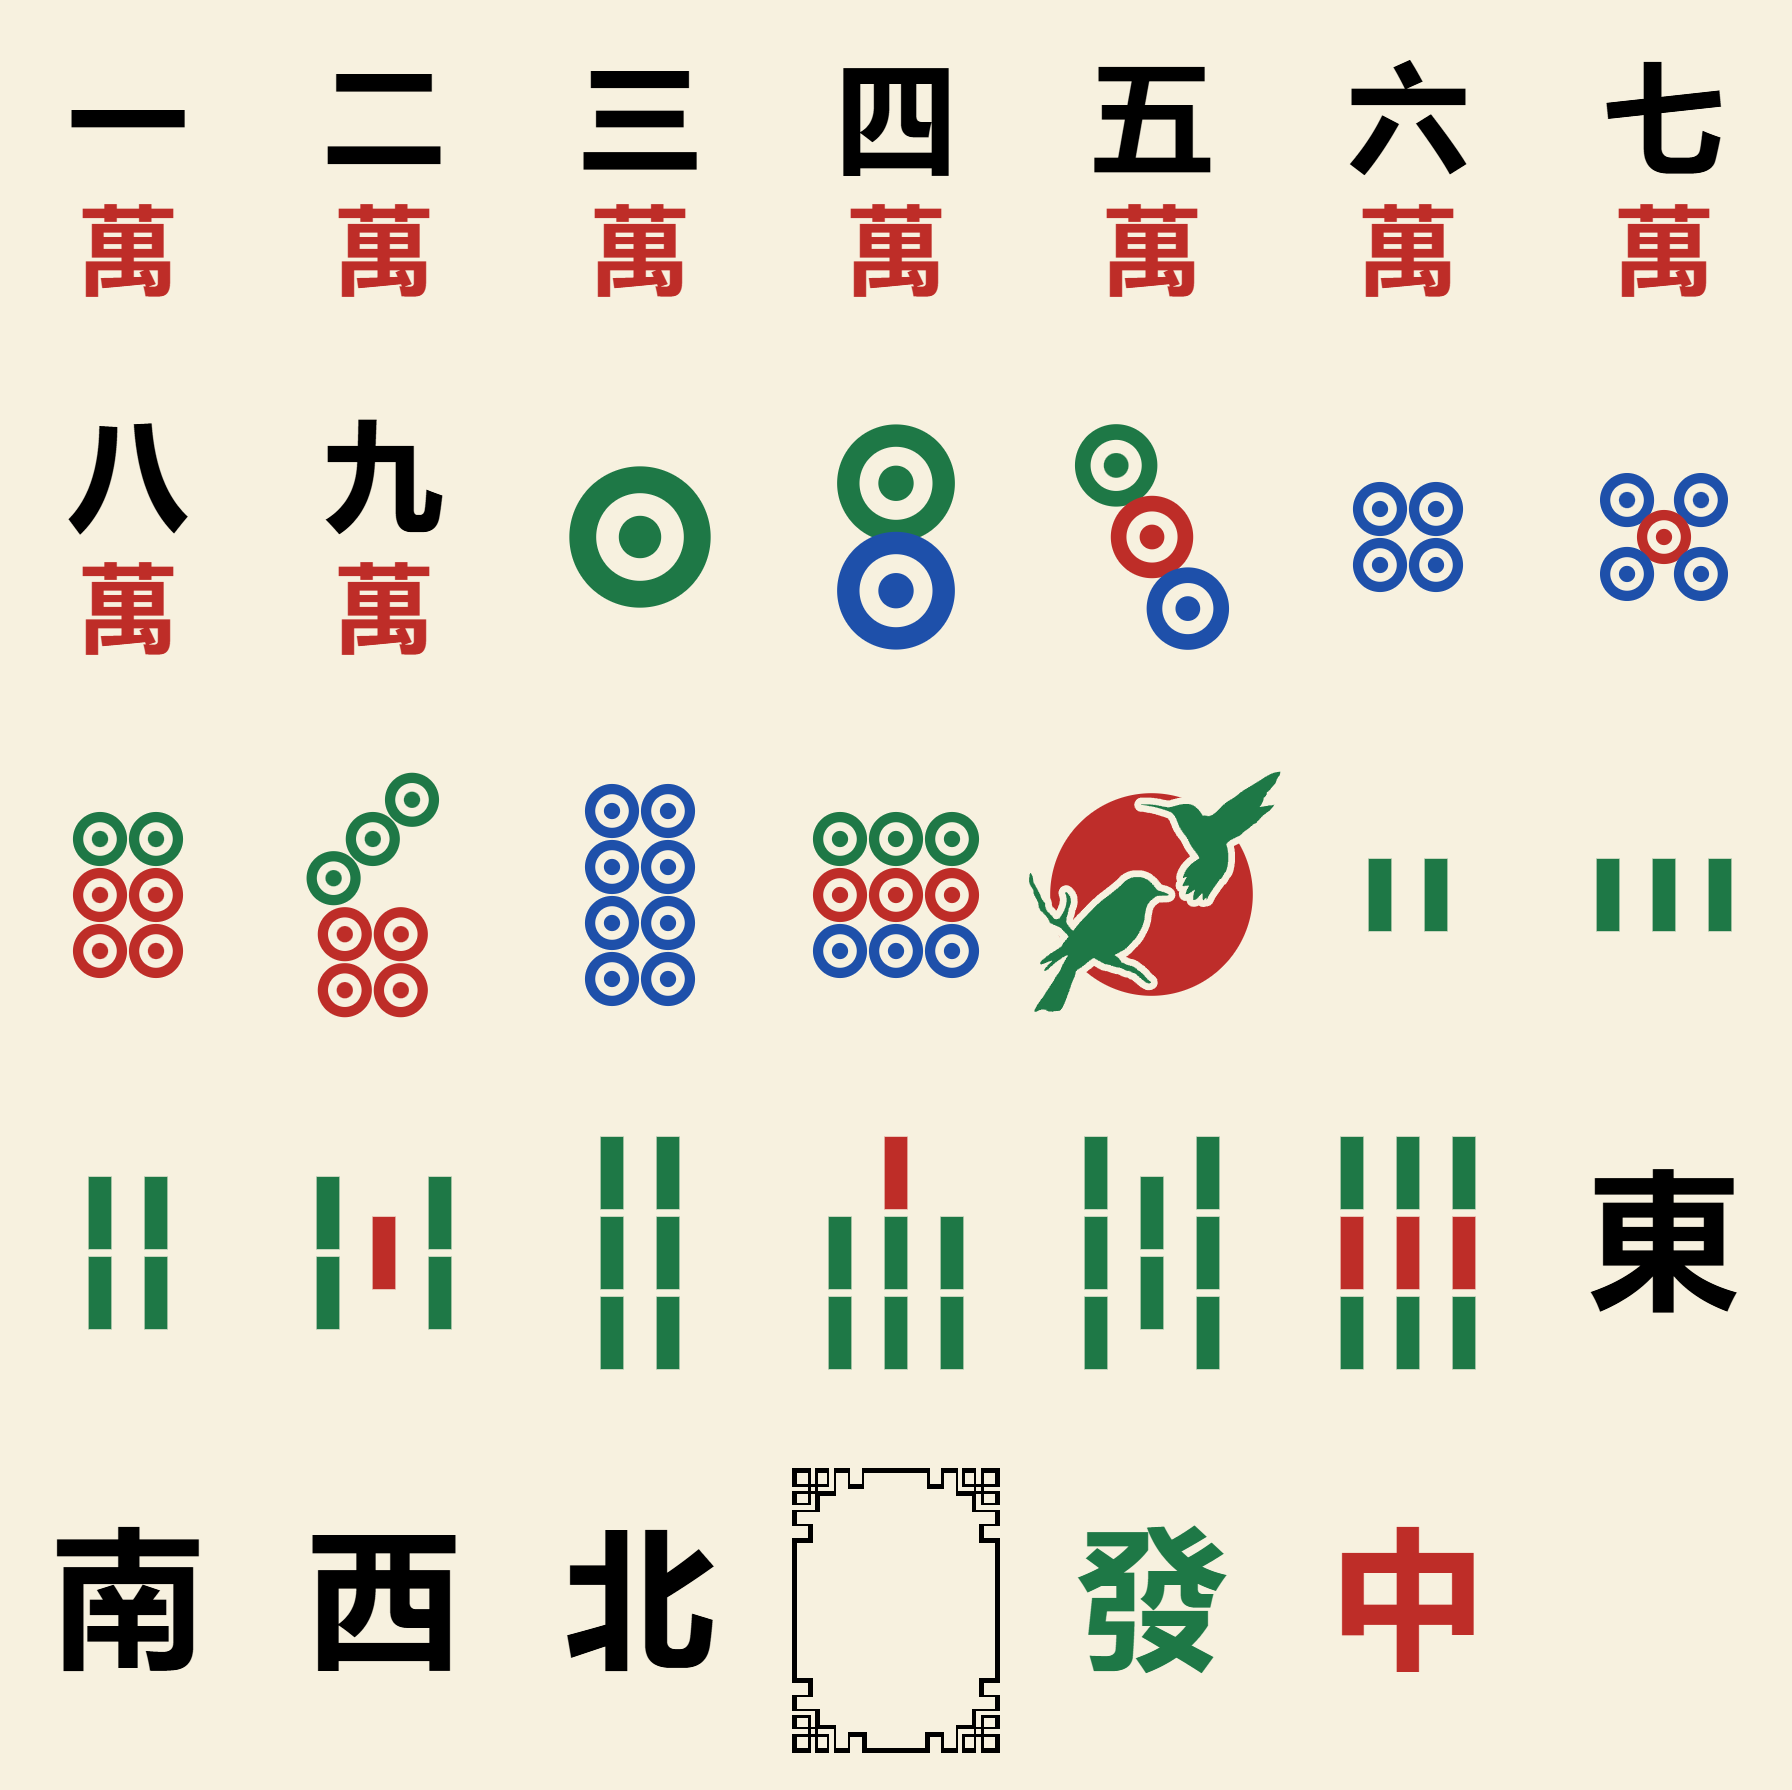 一 二 三 四 五 六 七
萬 萬 萬 萬 萬 萬 萬
八 九
萬 萬
東
南 西 北 發 中